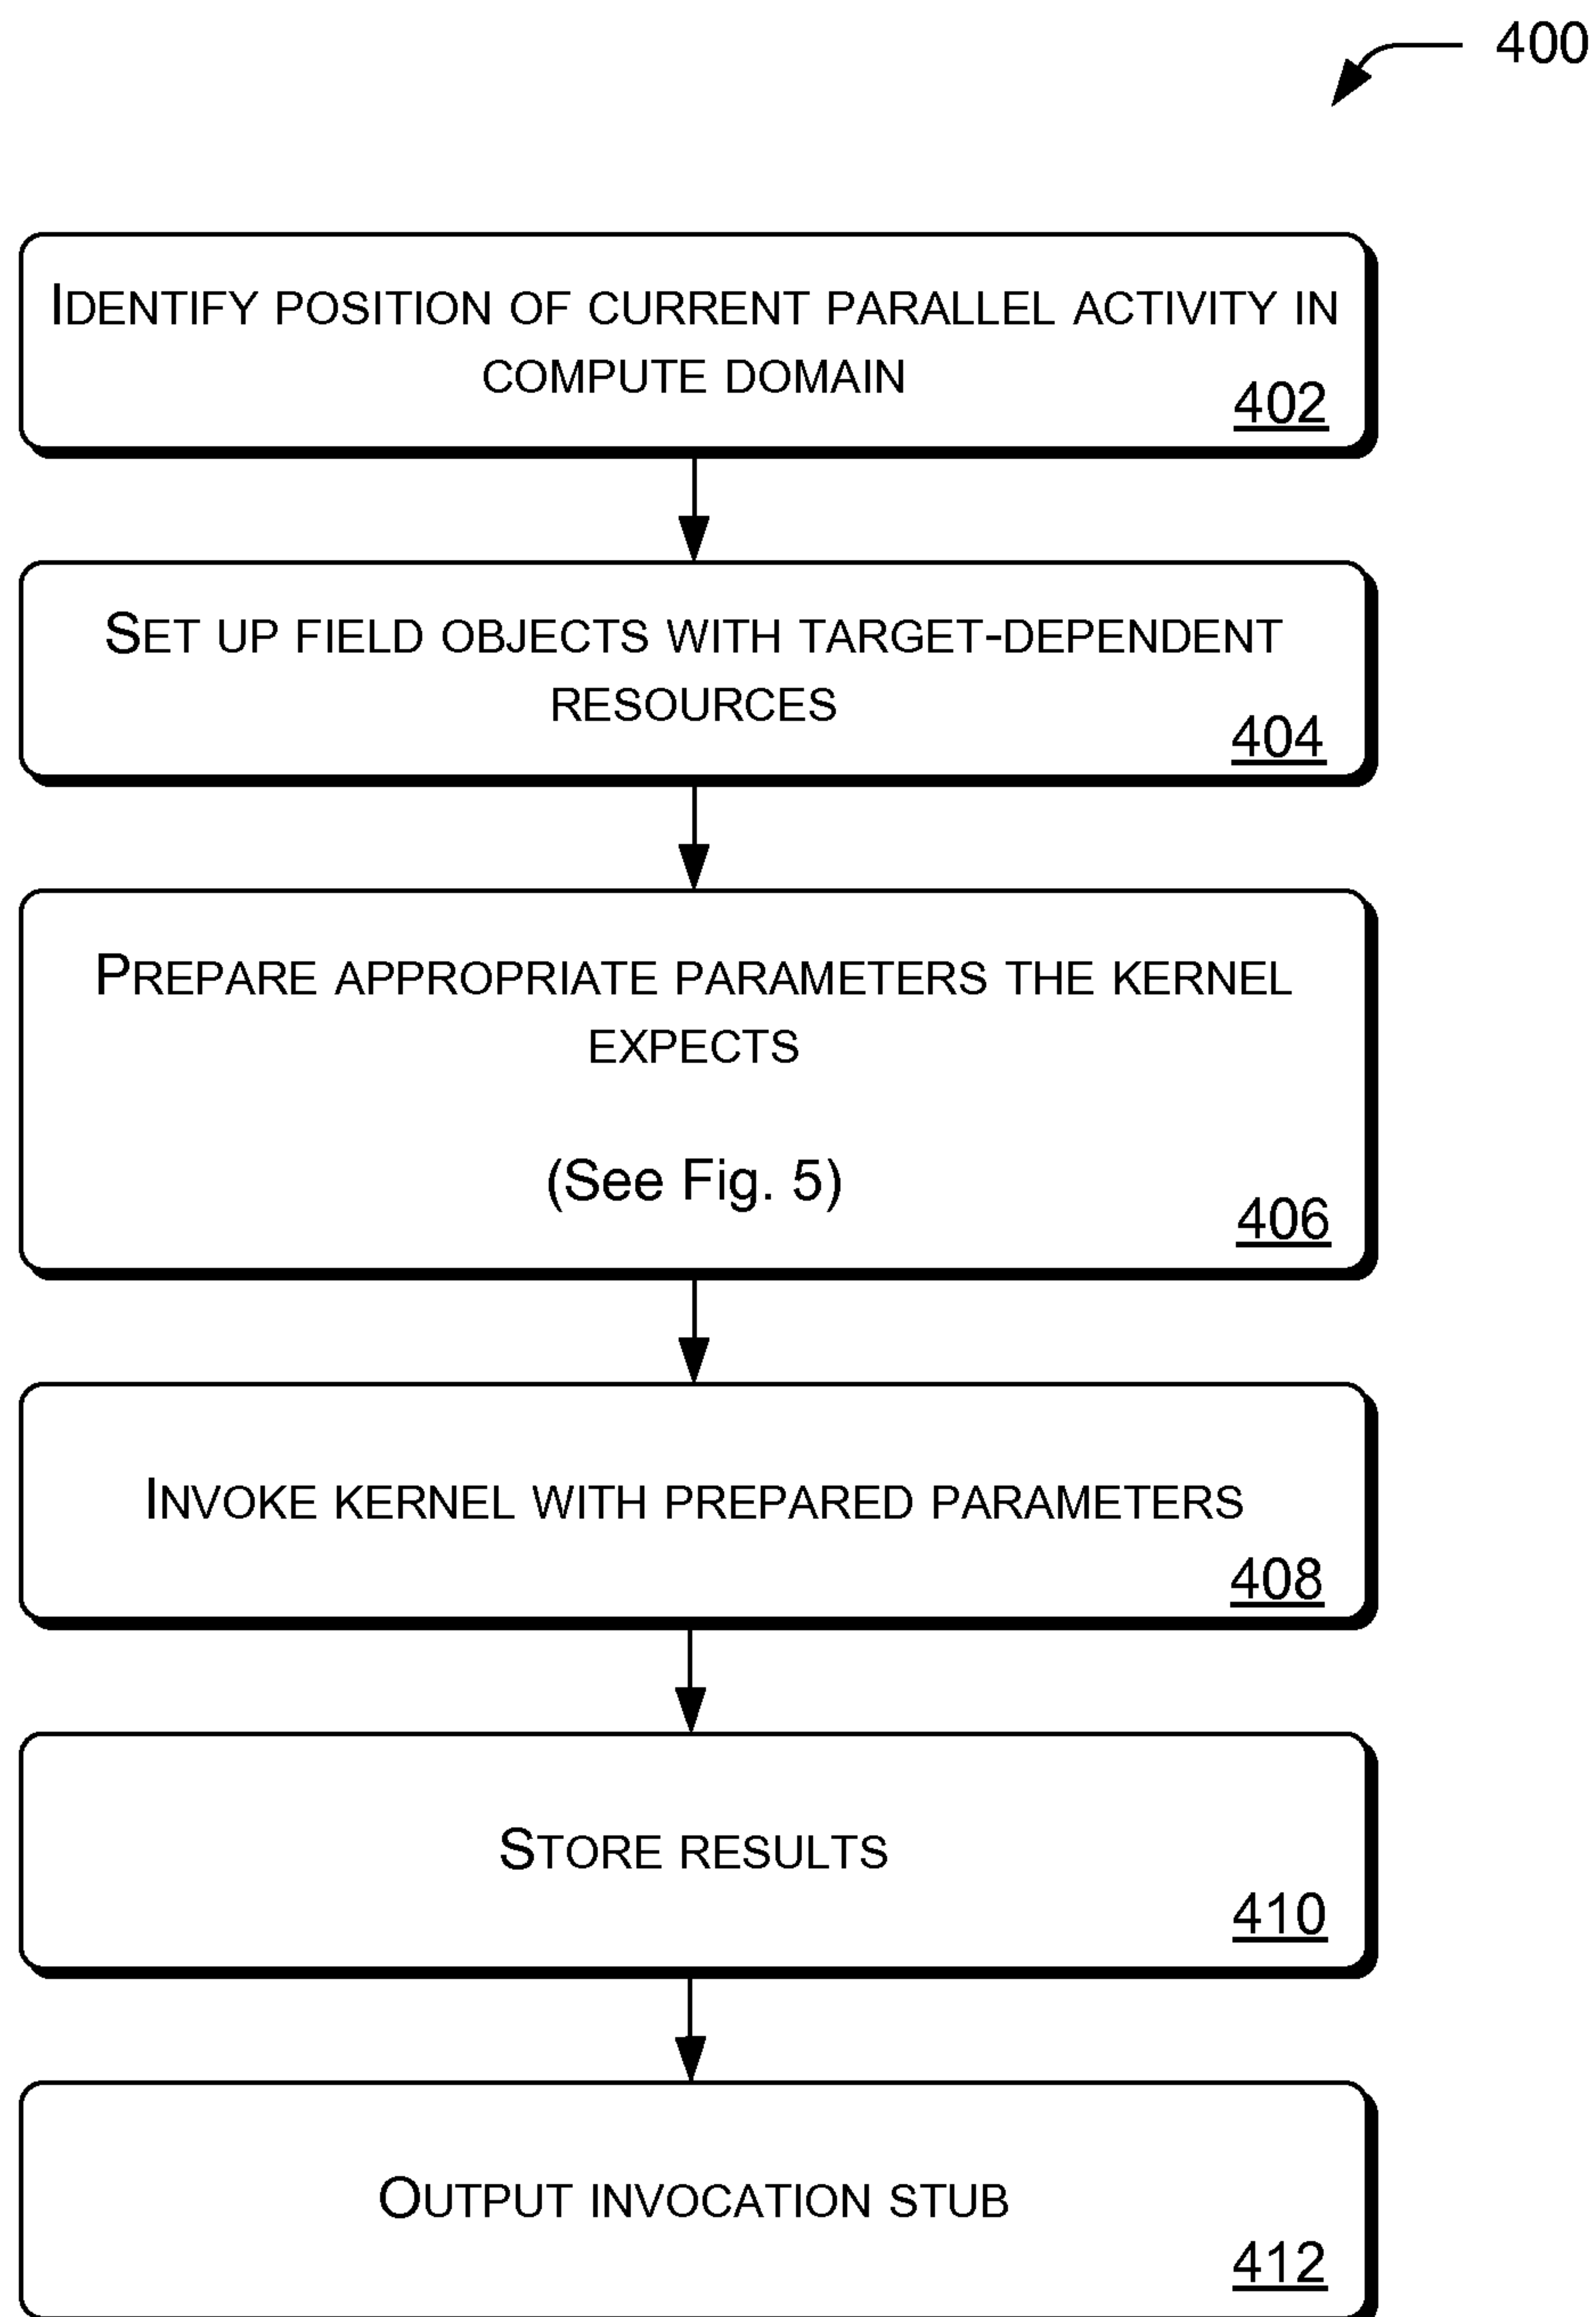 400
IDENTIFY POSITION OF CURRENT PARALLEL ACTIVITY IN
COMPUTE DOMAIN
402
SET UP FIELD OBJECTS WITH TARGET-DEPENDENT
RESOURCES
404
PREPARE APPROPRIATE PARAMETERS THE KERNEL
EXPECTS
(See Fig. 5)
406
INVOKE KERNEL WITH PREPARED PARAMETERS
408
STORE RESULTS
410
OUTPUT INVOCATION STUB
412